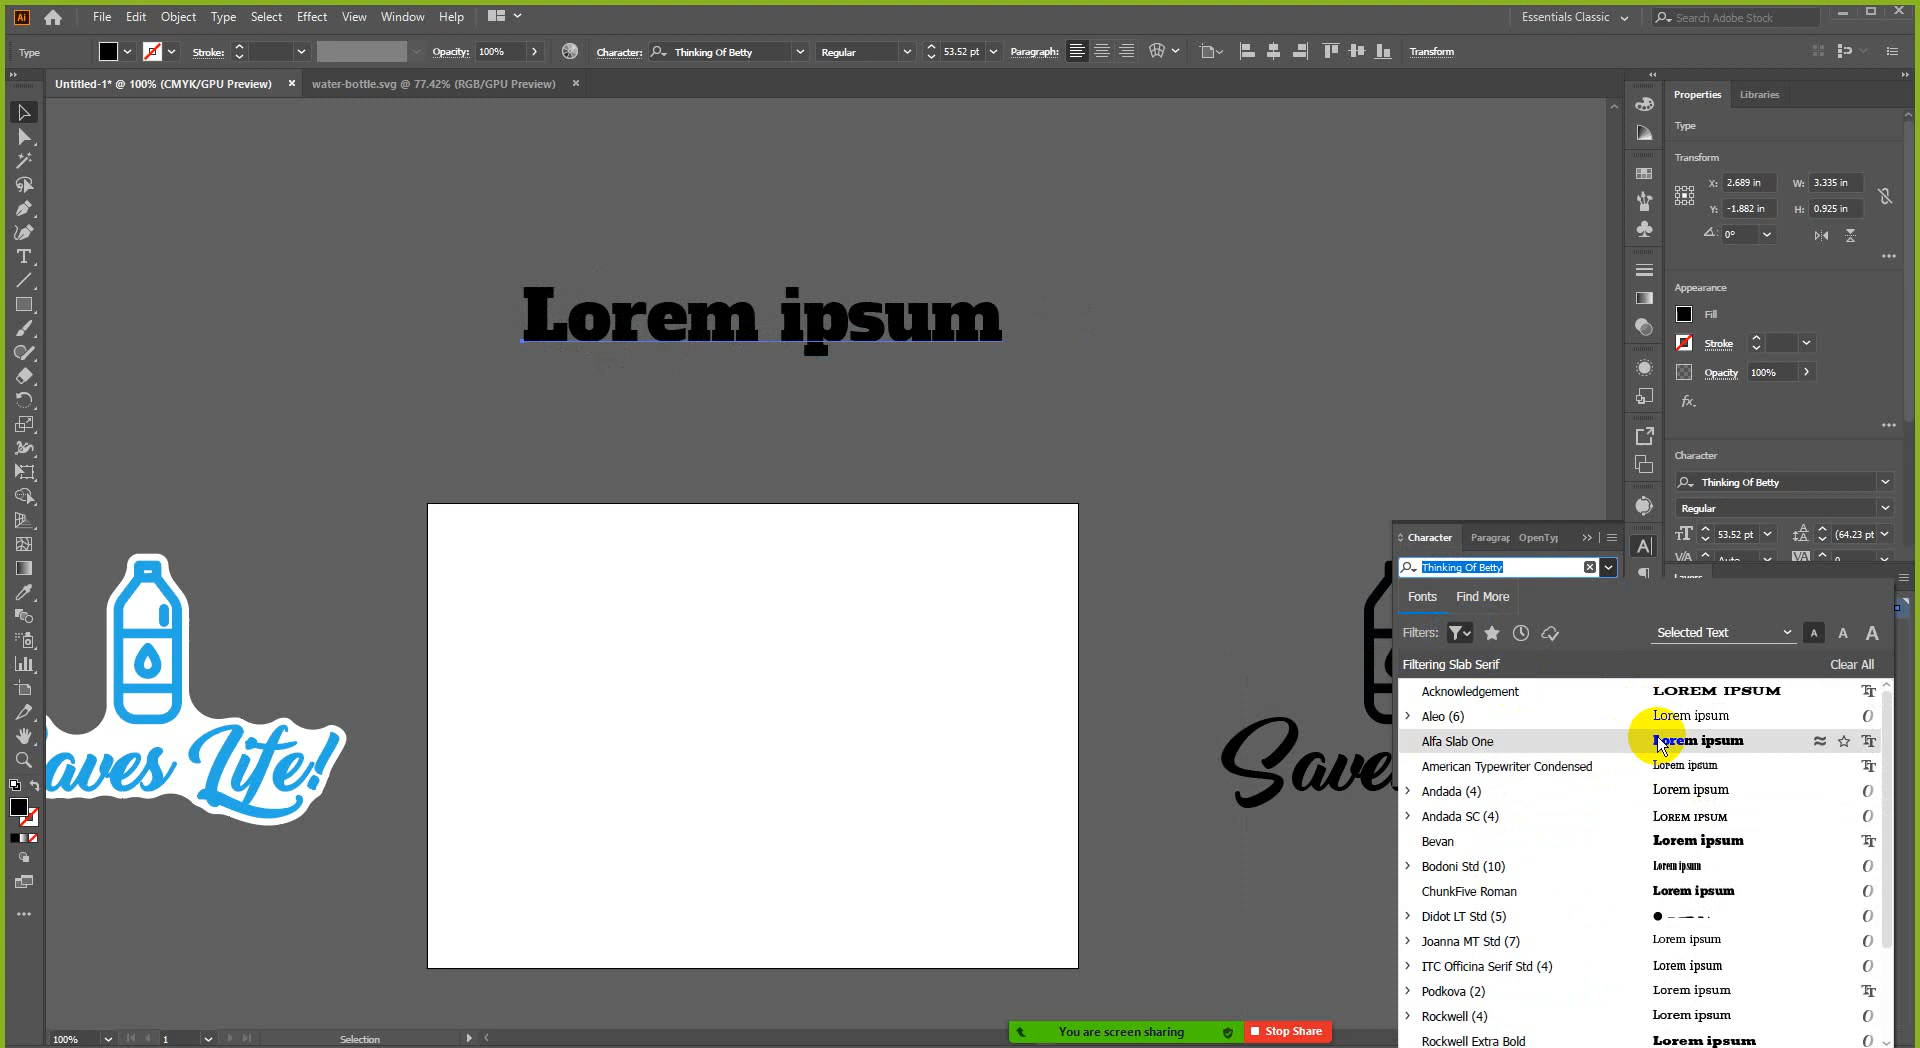 Ai File Edit Object Type Select Effect View Window Help Essentials Classic Search Adobe Stock
Type Stroke: Opacity: 100% Character: Thinking Of Betty Regular 53.52 pt Paragraph: Transform
Untitled-1* @ 100% (CMYK/GPU Preview) × water-bottle.svg @ 77.42% (RGB/GPU Preview) ×
Properties Libraries
Type
Transform
X: 2.689 in W: 3.335 in
Y: -1.882 in H: 0.925 in
0°
Appearance
Fill
Stroke
Opacity 100%
fx.
Character
Thinking Of Betty
Regular
53.52 pt (64.23 pt
Auto 0
Layers
Lorem ipsum
aves Life!
Save
Character Paragrap OpenTyp
Thinking Of Betty
Fonts Find More
Filters: Selected Text A A A
Filtering Slab Serif Clear All
Acknowledgement LOREM IPSUM
Aleo (6) Lorem ipsum
Alfa Slab One Lorem ipsum
American Typewriter Condensed Lorem ipsum
Andada (4) Lorem ipsum
Andada SC (4) Lorem ipsum
Bevan Lorem ipsum
Bodoni Std (10) Lorem ipsum
ChunkFive Roman Lorem ipsum
Didot LT Std (5)
Joanna MT Std (7) Lorem ipsum
ITC Officina Serif Std (4) Lorem ipsum
Podkova (2) Lorem ipsum
Rockwell (4) Lorem ipsum
Rockwell Extra Bold Lorem ipsum
100% 1 Selection
You are screen sharing Stop Share